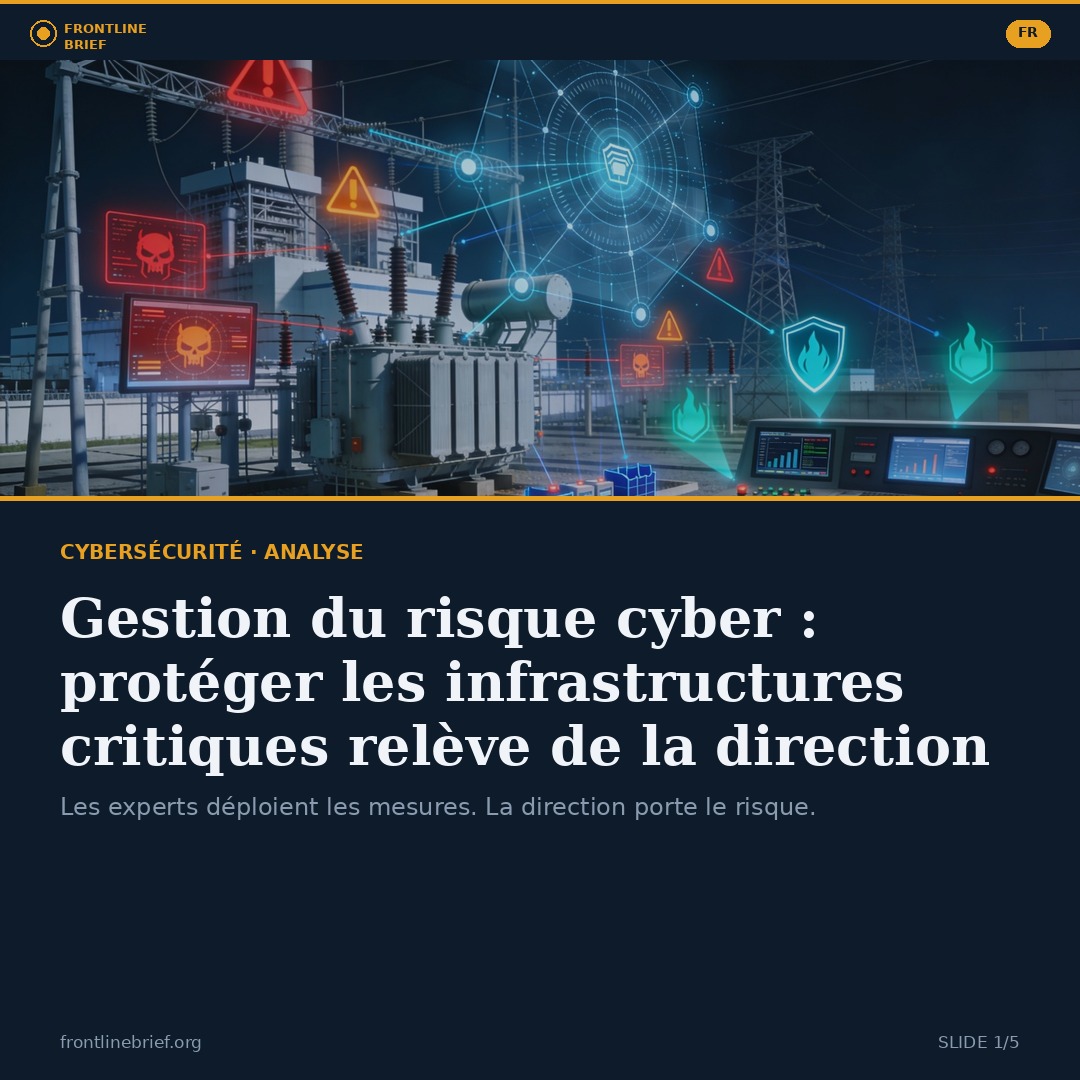 FRONTLINE
BRIEF
FR
CYBERSÉCURITÉ · ANALYSE
Gestion du risque cyber :
protéger les infrastructures
critiques relève de la direction
Les experts déploient les mesures. La direction porte le risque.
frontlinebrief.org
SLIDE 1/5